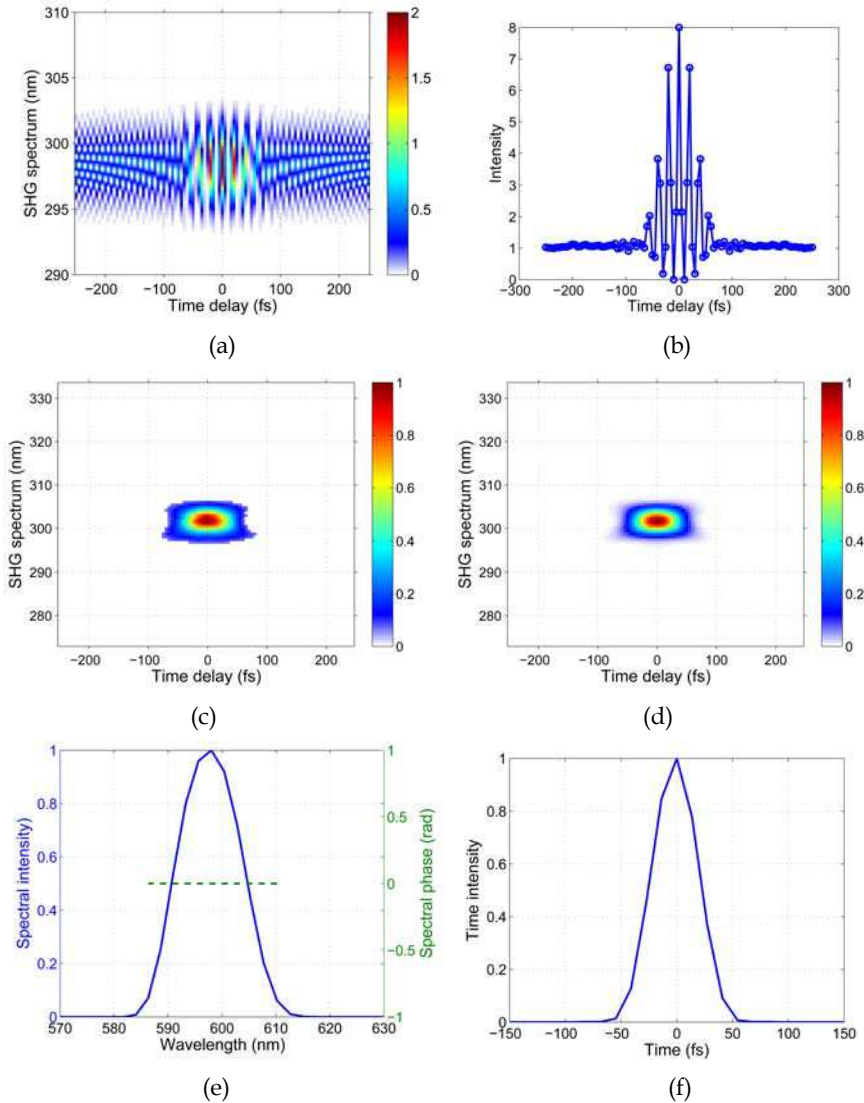 310
305
300
295
290
SHG spectrum (nm)
−200 −100 0 100 200
Time delay (fs)
2
1.5
1
0.5
0
(a)
8
7
6
5
4
3
2
1
0
Intensity
−300 −200 −100 0 100 200 300
Time delay (fs)
(b)
330
320
310
300
290
280
SHG spectrum (nm)
−200 −100 0 100 200
Time delay (fs)
1
0.8
0.6
0.4
0.2
0
(c)
330
320
310
300
290
280
SHG spectrum (nm)
−200 −100 0 100 200
Time delay (fs)
1
0.8
0.6
0.4
0.2
0
(d)
1
0.8
0.6
0.4
0.2
0
Spectral intensity)
570 580 590 600 610 620 630
Wavelength (nm)
1
0.5
0
−0.5
−1
Spectral phase (rad)
(e)
1
0.8
0.6
0.4
0.2
0
Time intensity
−150 −100 −50 0 50 100 150
Time (fs)
(f)